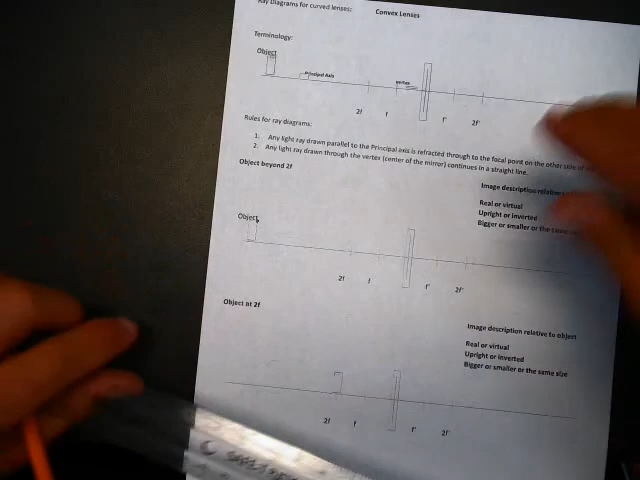 Ray Diagrams for curved lenses: Convex Lenses
Terminology:
Object
Principal Axis
vertex
2f f f' 2f'
Rules for ray diagrams:
1. Any light ray drawn parallel to the Principal axis is refracted through to the focal point on the other side of
2. Any light ray drawn through the vertex (center of the mirror) continues in a straight line.
Object beyond 2f
Image description relative
Real or virtual
Upright or inverted
Bigger or smaller or the same
Object
2f f f' 2f'
Object at 2f
Image description relative to object
Real or virtual
Upright or inverted
Bigger or smaller or the same size
2f f f' 2f'